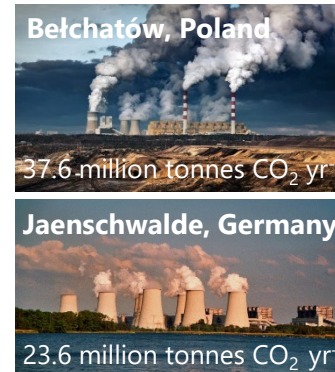 Bełchatów, Poland
37.6 million tonnes CO₂ yr
Jaenschwalde, Germany
23.6 million tonnes CO₂ yr